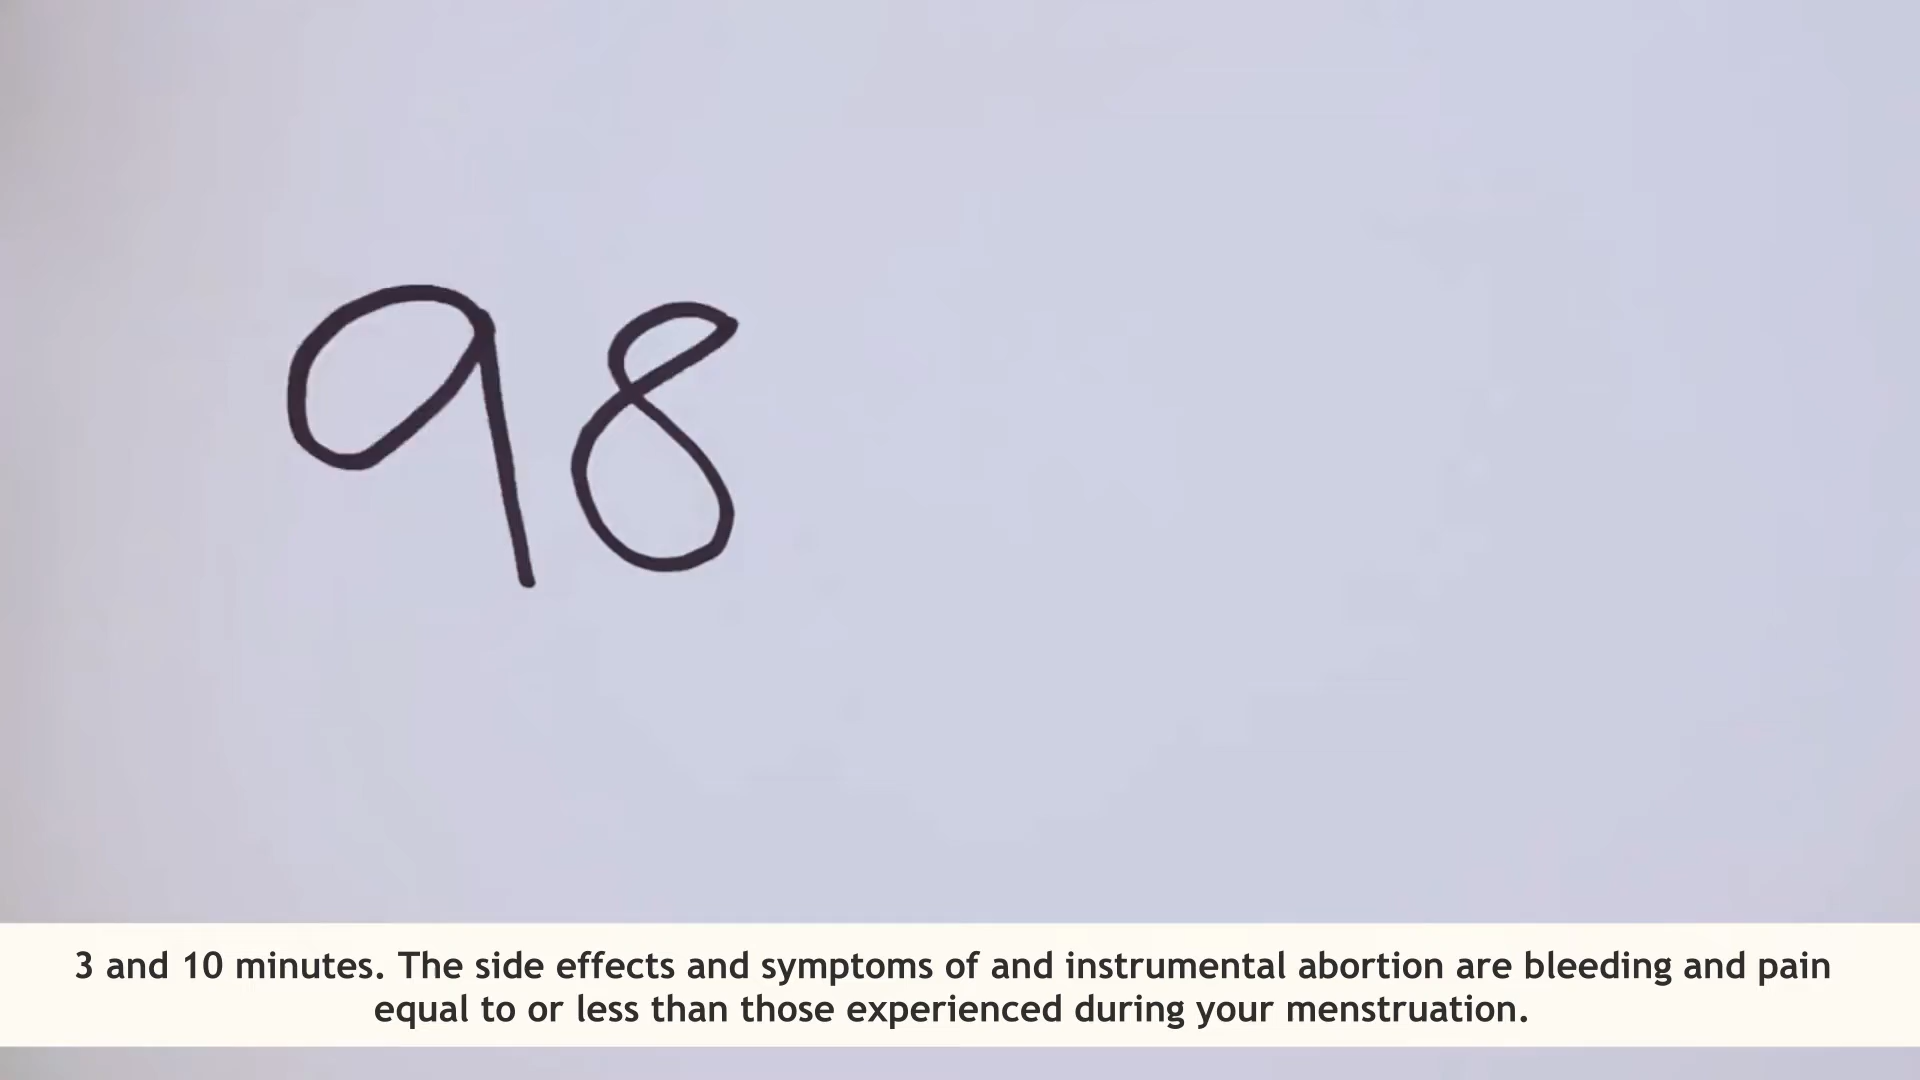 98
3 and 10 minutes. The side effects and symptoms of and instrumental abortion are bleeding and pain
equal to or less than those experienced during your menstruation.